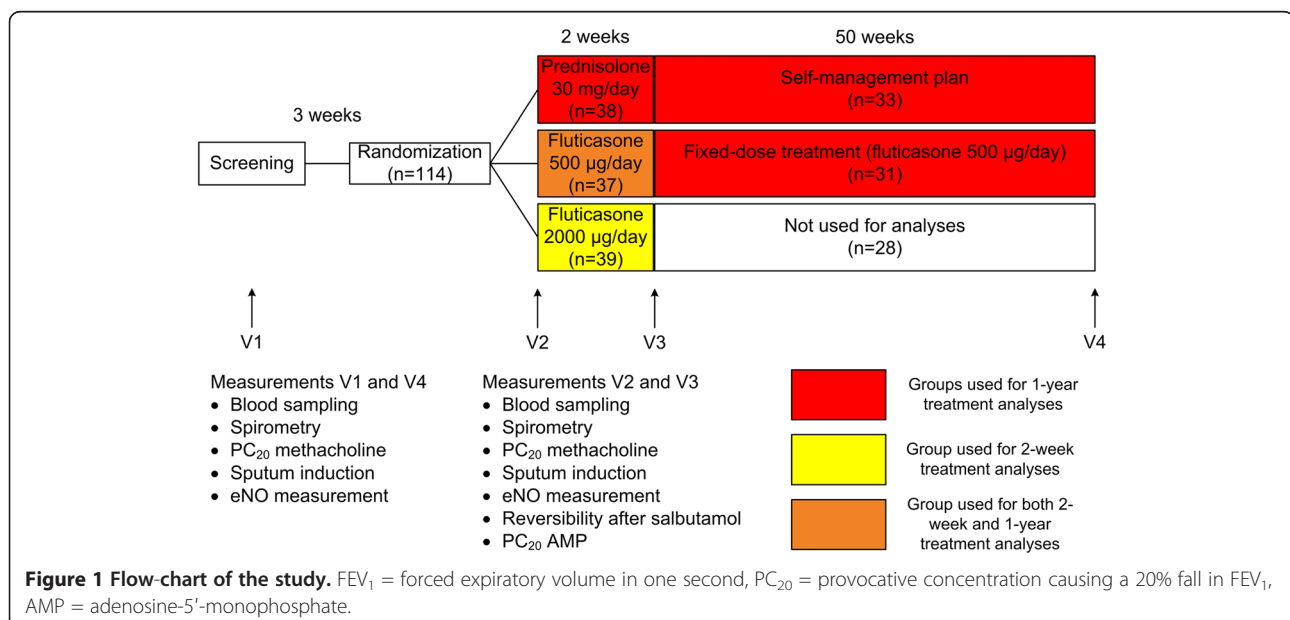 2 weeks
50 weeks
3 weeks
Screening
Randomization
(n=114)
Prednisolone
30 mg/day
(n=38)
Self-management plan
(n=33)
Fluticasone
500 µg/day
(n=37)
Fixed-dose treatment (fluticasone 500 µg/day)
(n=31)
Fluticasone
2000 µg/day
(n=39)
Not used for analyses
(n=28)
V1
V2
V3
V4
Measurements V1 and V4
• Blood sampling
• Spirometry
• PC20 methacholine
• Sputum induction
• eNO measurement
Measurements V2 and V3
• Blood sampling
• Spirometry
• PC20 methacholine
• Sputum induction
• eNO measurement
• Reversibility after salbutamol
• PC20 AMP
Groups used for 1-year
treatment analyses
Group used for 2-week
treatment analyses
Group used for both 2-
week and 1-year
treatment analyses
Figure 1 Flow-chart of the study. FEV1 = forced expiratory volume in one second, PC20 = provocative concentration causing a 20% fall in FEV1,
AMP = adenosine-5′-monophosphate.